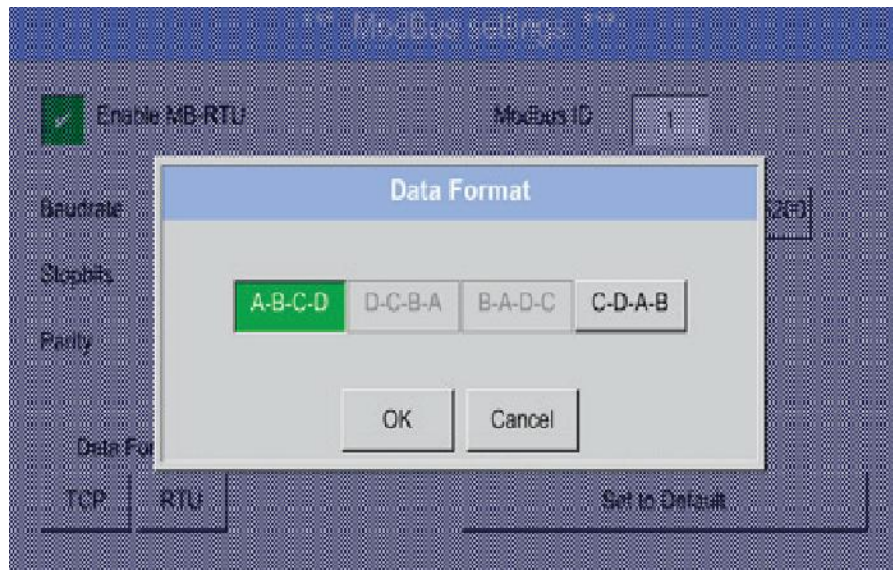 *** ModBus settings ***
Enable MB-RTU
Modbus ID 1
Data Format
Baudrate
Stopbits
A-B-C-D D-C-B-A B-A-D-C C-D-A-B
Parity
OK Cancel
TCP RTU Set to Default